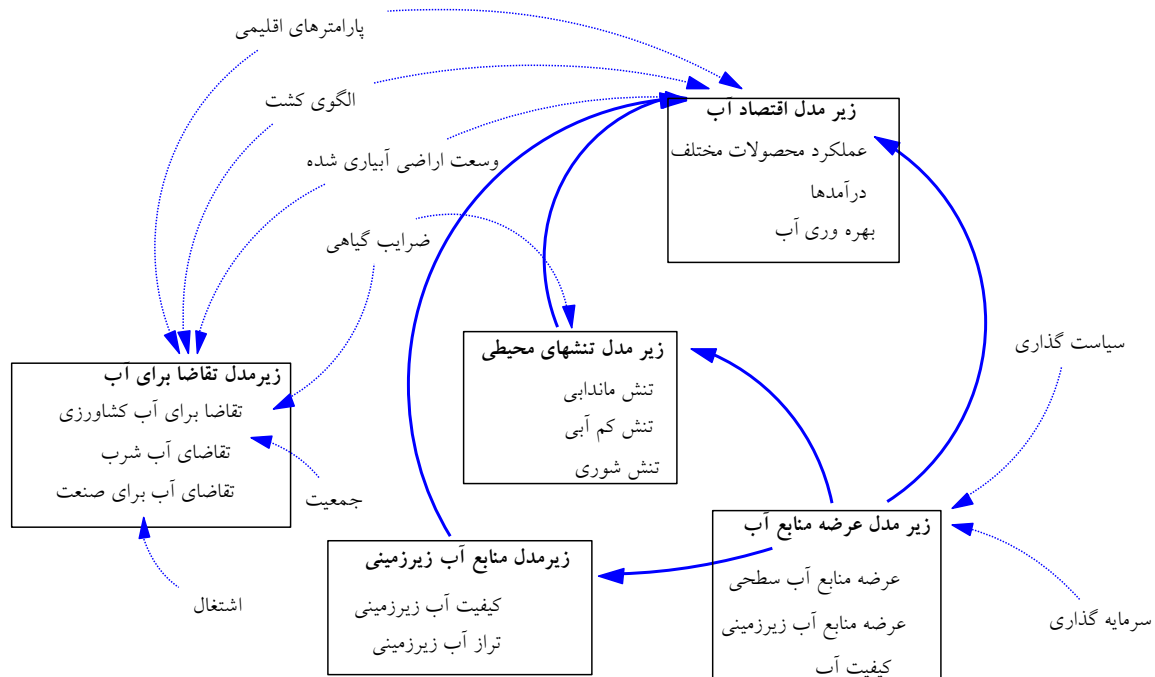 پارامترهای اقلیمی
الگوی کشت
وسعت اراضی آبیاری شده
ضرایب گیاهی
زیر مدل اقتصاد آب
عملکرد محصولات مختلف
درآمدها
بهره وری آب
سیاست گذاری
زیر مدل تنشهای محیطی
تنش ماندابی
تنش کم آبی
تنش شوری
زیرمدل تقاضا برای آب
تقاضا برای آب کشاورزی
تقاضای آب شرب
تقاضای آب برای صنعت
جمعیت
اشتغال
زیر مدل عرضه منابع آب
عرضه منابع آب سطحی
عرضه منابع آب زیرزمینی
کیفیت آب
سرمایه گذاری
زیرمدل منابع آب زیرزمینی
کیفیت آب زیرزمینی
تراز آب زیرزمینی